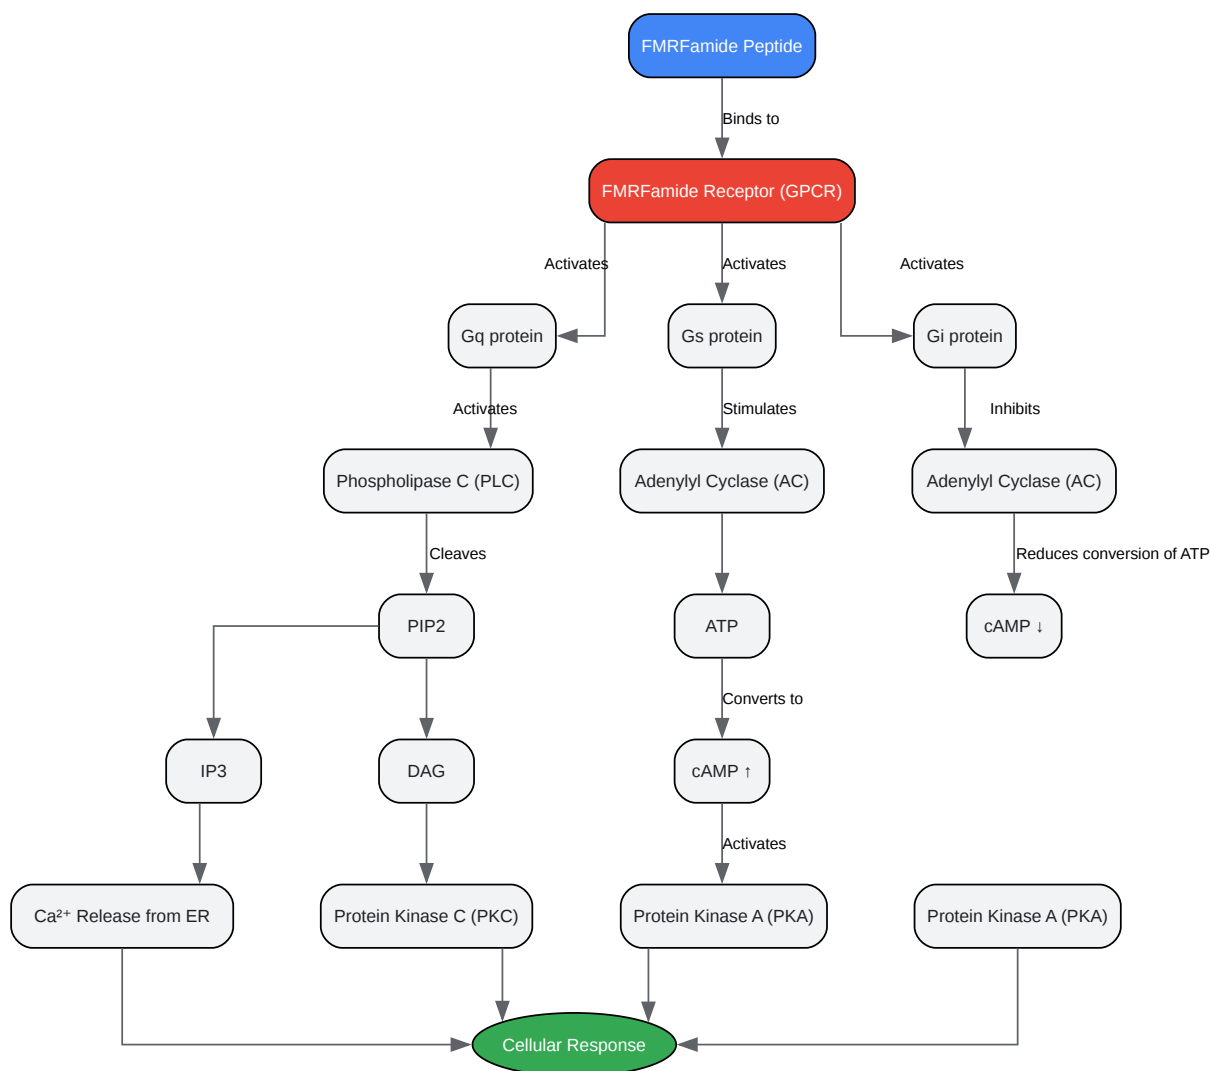 FMRFamide Peptide
Binds to
FMRFamide Receptor (GPCR)
Activates
Activates
Activates
Gq protein
Gs protein
Gi protein
Activates
Stimulates
Inhibits
Phospholipase C (PLC)
Adenylyl Cyclase (AC)
Adenylyl Cyclase (AC)
Cleaves
Reduces conversion of ATP
PIP2
ATP
cAMP ↓
Converts to
IP3
DAG
cAMP ↑
Activates
Ca²⁺ Release from ER
Protein Kinase C (PKC)
Protein Kinase A (PKA)
Protein Kinase A (PKA)
Cellular Response